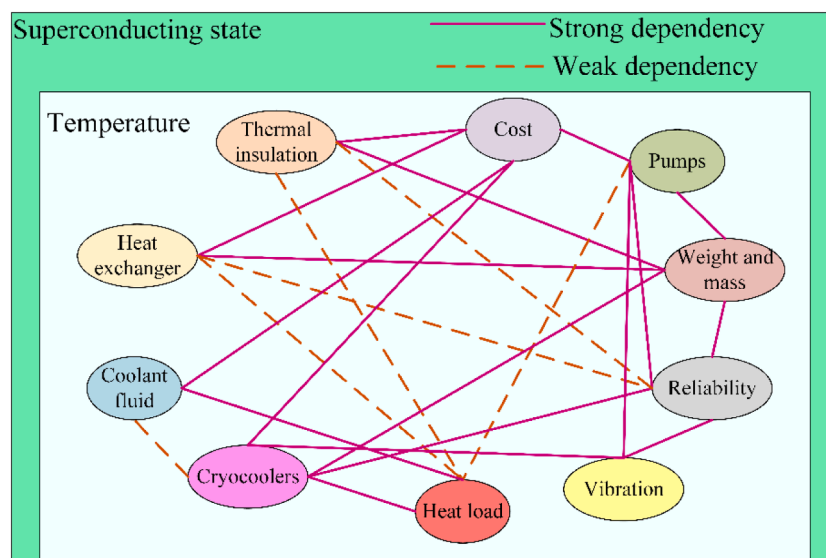 Superconducting state
Strong dependency
Weak dependency
Temperature
Thermal
insulation
Cost
Pumps
Heat
exchanger
Weight and
mass
Coolant
fluid
Reliability
Cryocoolers
Heat load
Vibration